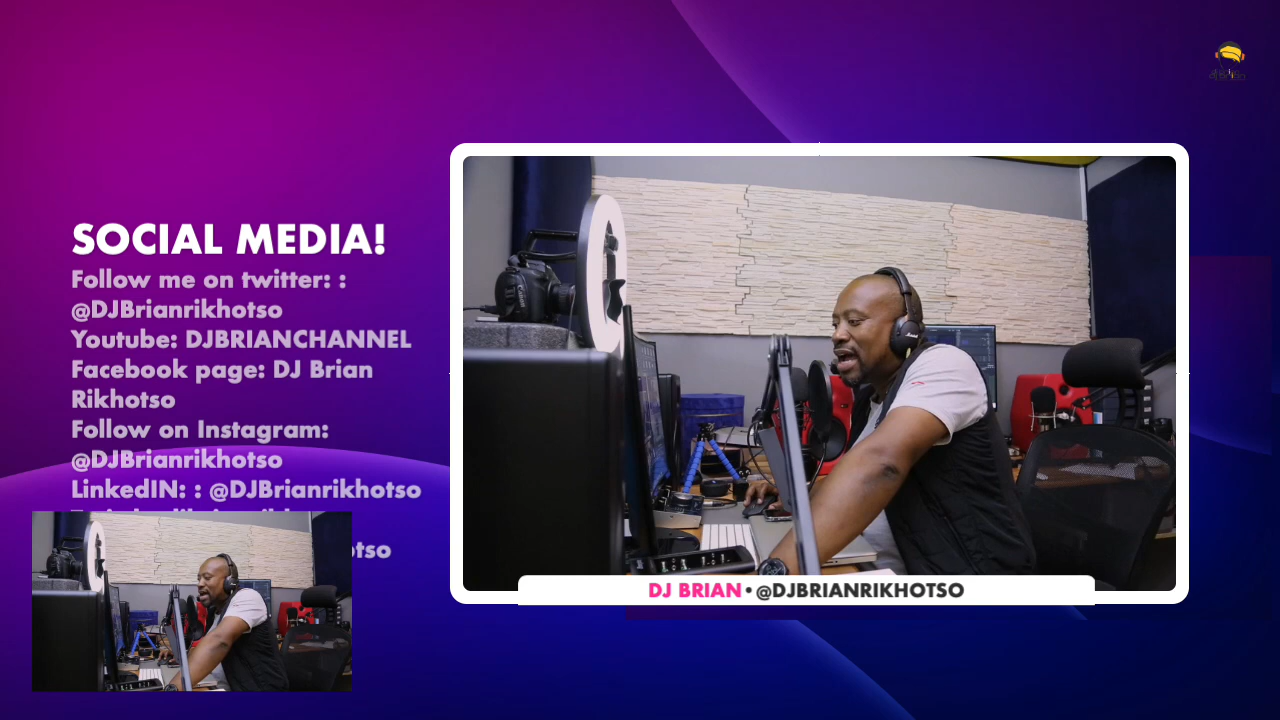 SOCIAL MEDIA!
Follow me on twitter: :
@DJBrianrikhotso
Youtube: DJBRIANCHANNEL
Facebook page: DJ Brian
Rikhotso
Follow on Instagram:
@DJBrianrikhotso
LinkedIN: : @DJBrianrikhotso
Canon
DJ BRIAN • @DJBRIANRIKHOTSO